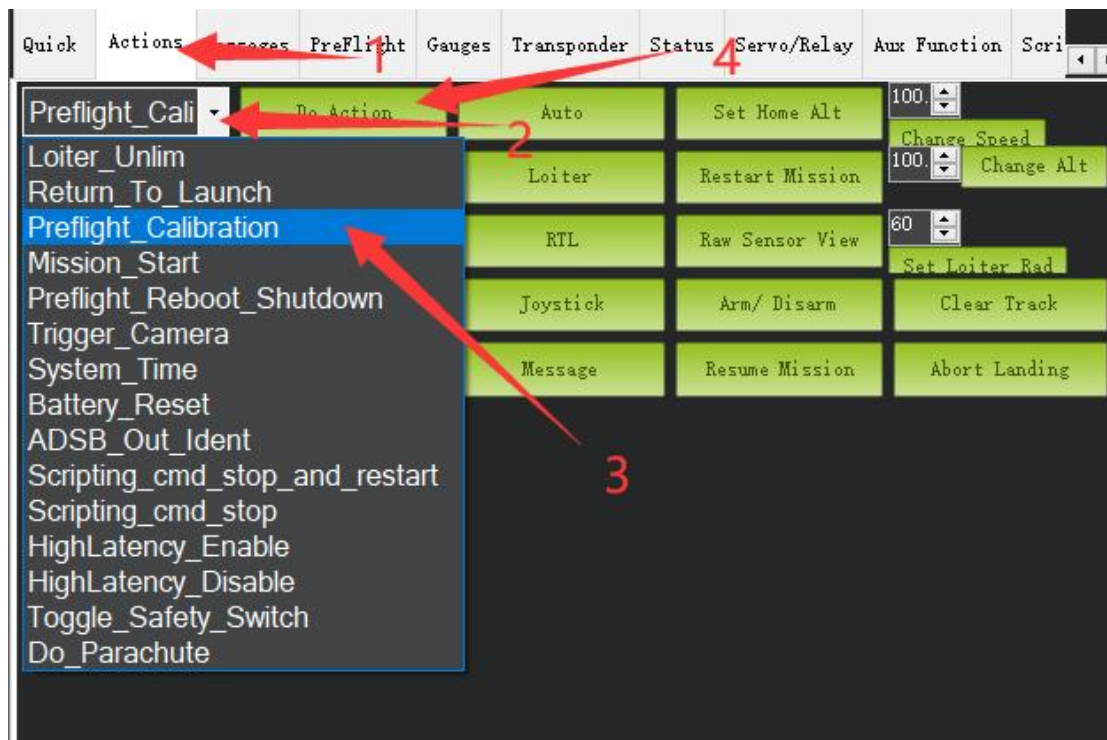 Quick Actions PreFlight Gauges Transponder Status Servo/Relay Aux Function Scri
1
4
Preflight_Cali Do Action Auto Set Home Alt 100.
2
Change Speed
Loiter_Unlim Loiter Restart Mission 100. Change Alt
Return_To_Launch
Preflight_Calibration RTL Raw Sensor View 60
Mission_Start Set Loiter Rad
Preflight_Reboot_Shutdown Joystick Arm/ Disarm Clear Track
Trigger_Camera
System_Time Message Resume Mission Abort Landing
Battery_Reset
ADSB_Out_Ident
Scripting_cmd_stop_and_restart
3
Scripting_cmd_stop
HighLatency_Enable
HighLatency_Disable
Toggle_Safety_Switch
Do_Parachute